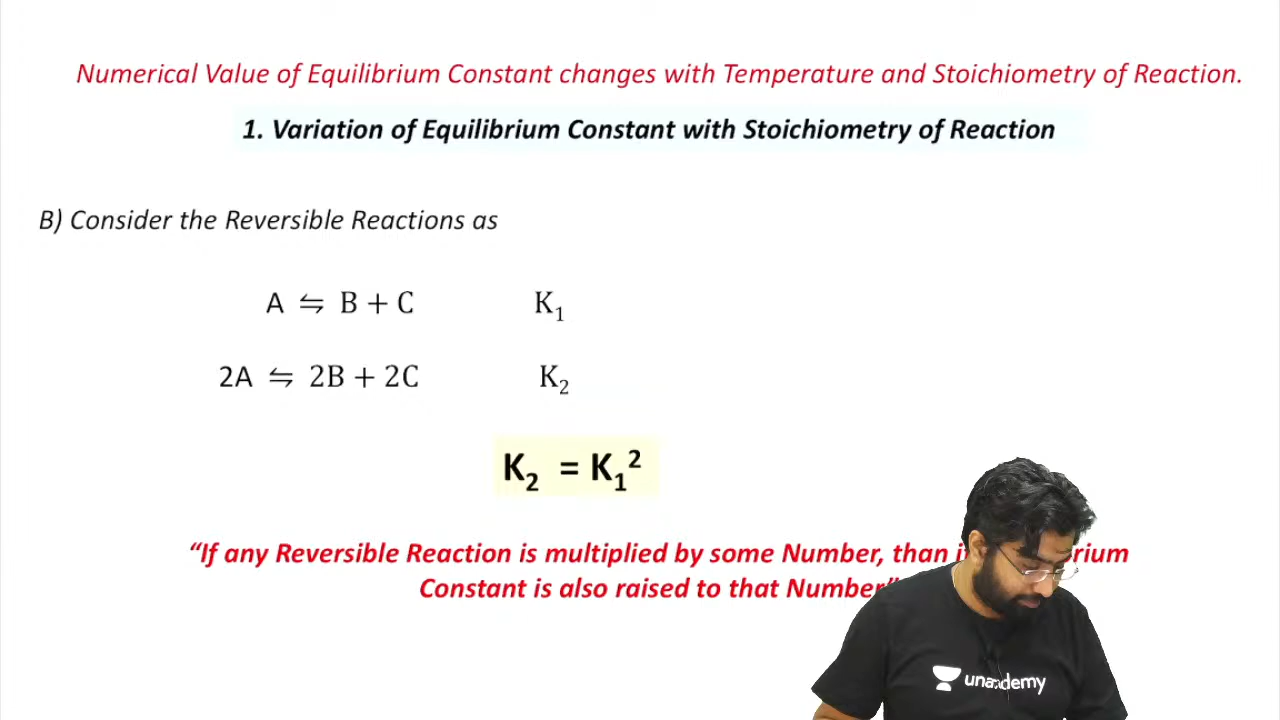 Numerical Value of Equilibrium Constant changes with Temperature and Stoichiometry of Reaction.
1. Variation of Equilibrium Constant with Stoichiometry of Reaction
B) Consider the Reversible Reactions as
A ⇋ B + C K₁
2A ⇋ 2B + 2C K₂
K₂ = K₁²
“If any Reversible Reaction is multiplied by some Number, than
Constant is also raised to that Number”
unacademy